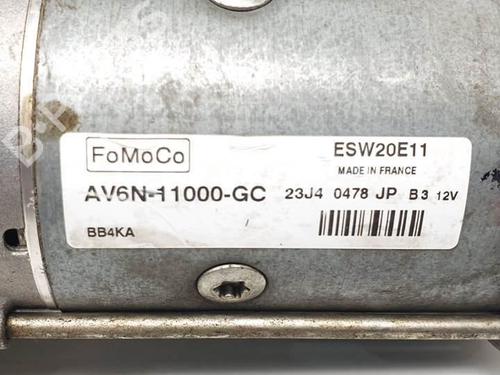 FoMoCo
ESW20E11
MADE IN FRANCE
AV6N-11000-GC 23J4 0478 JP B3 12V
BB4KA